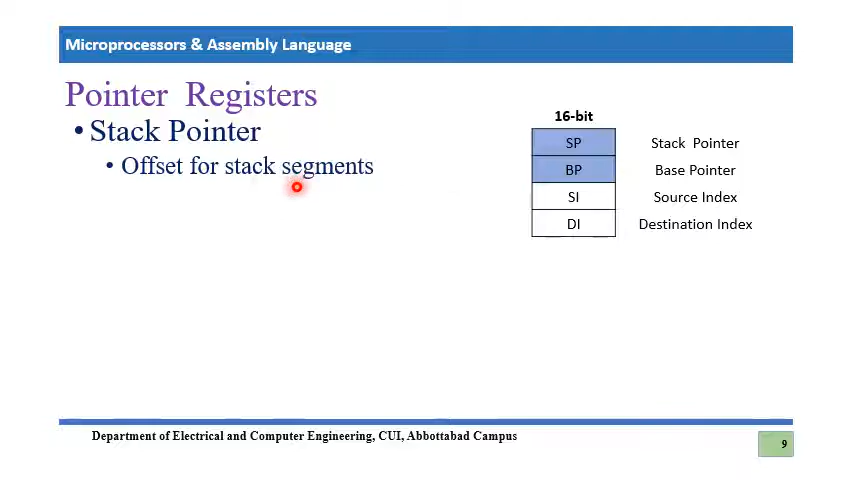 Microprocessors & Assembly Language
Pointer Registers
• Stack Pointer
• Offset for stack segments
16-bit
SP Stack Pointer
BP Base Pointer
SI Source Index
DI Destination Index
Department of Electrical and Computer Engineering, CUI, Abbottabad Campus
9